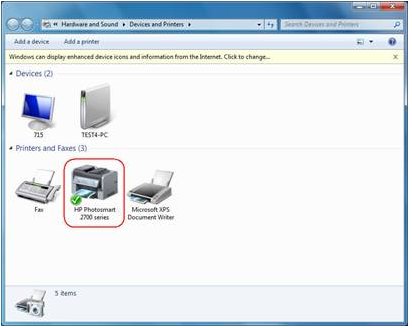 Hardware and Sound ▸ Devices and Printers ▸
Search Devices and Printers
Add a device Add a printer
Windows can display enhanced device icons and information from the Internet. Click to change...
Devices (2)
715
TEST4-PC
Printers and Faxes (3)
Fax
HP Photosmart
2700 series
Microsoft XPS
Document Writer
5 items